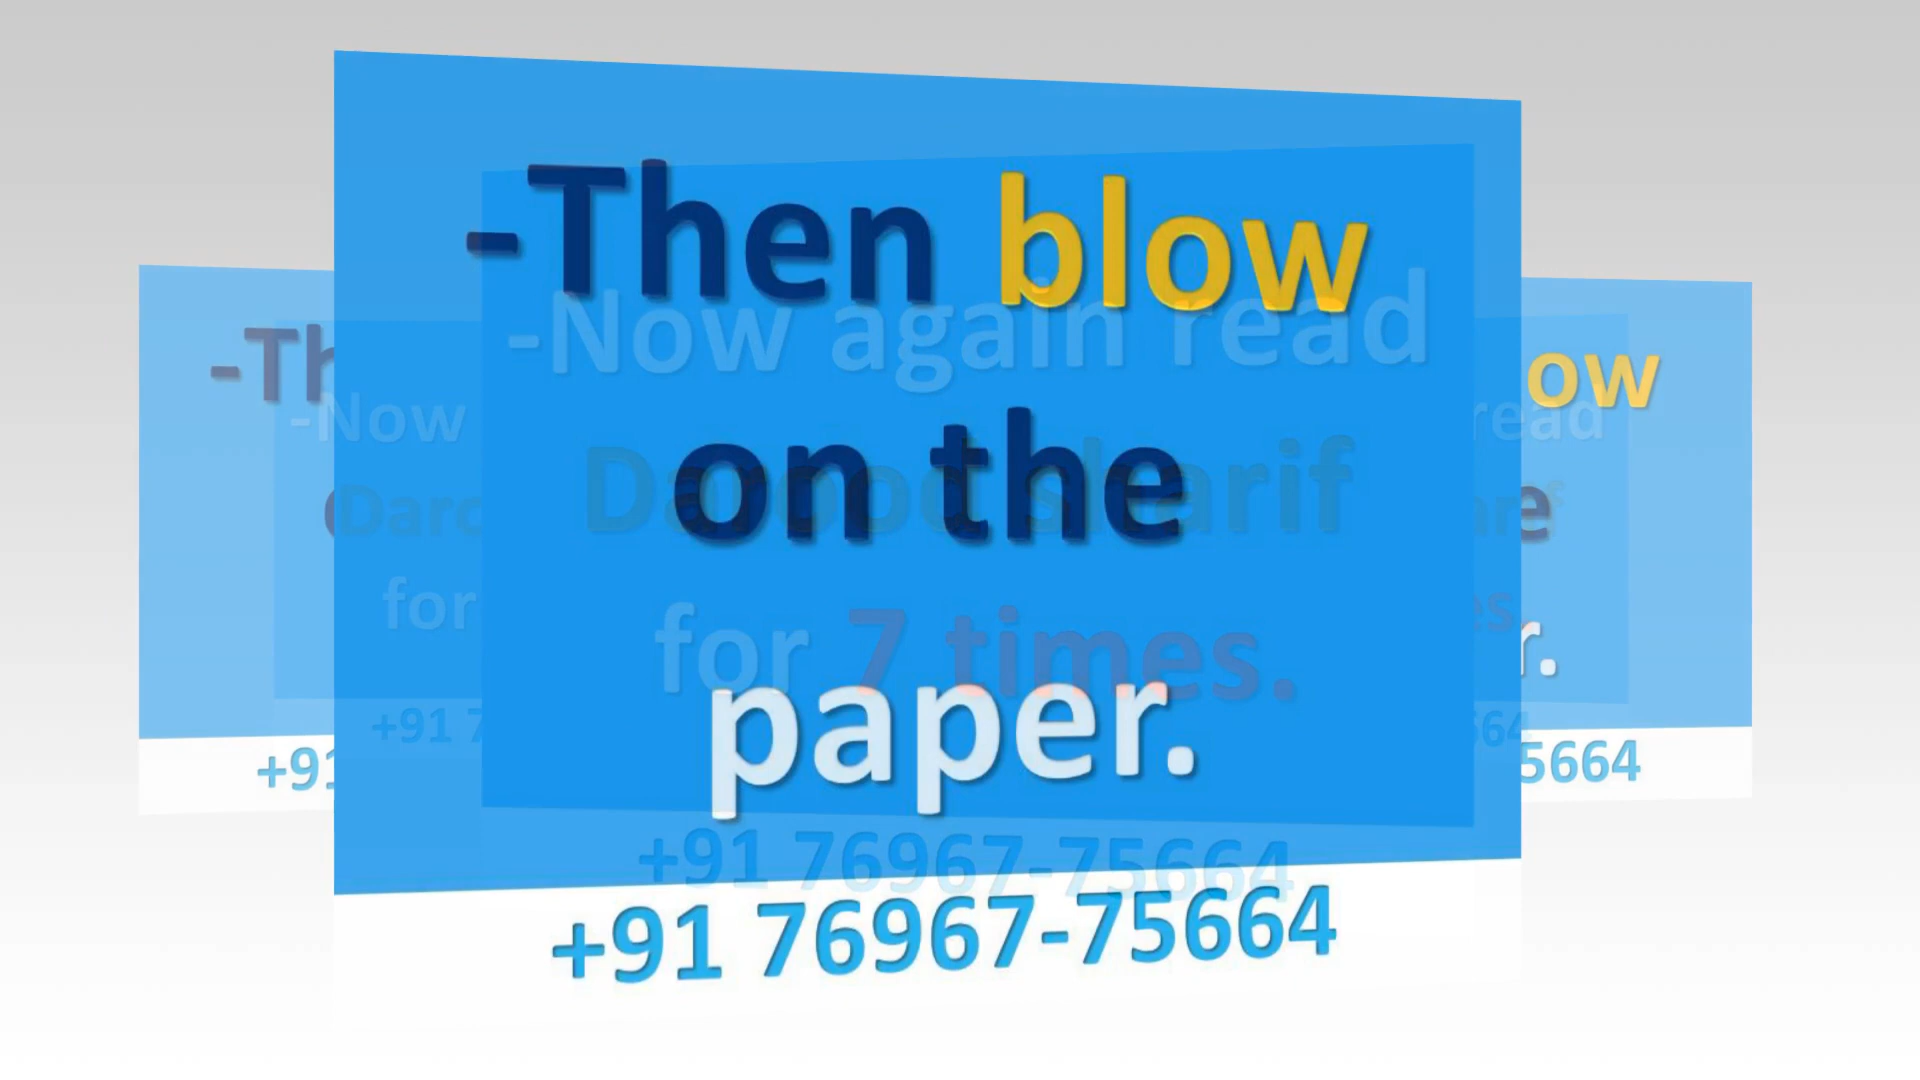 -Then blow
on the
paper.
+91 76967-75664
-Now again read
Darood sharif
for 7 times.
+91 76967-75664